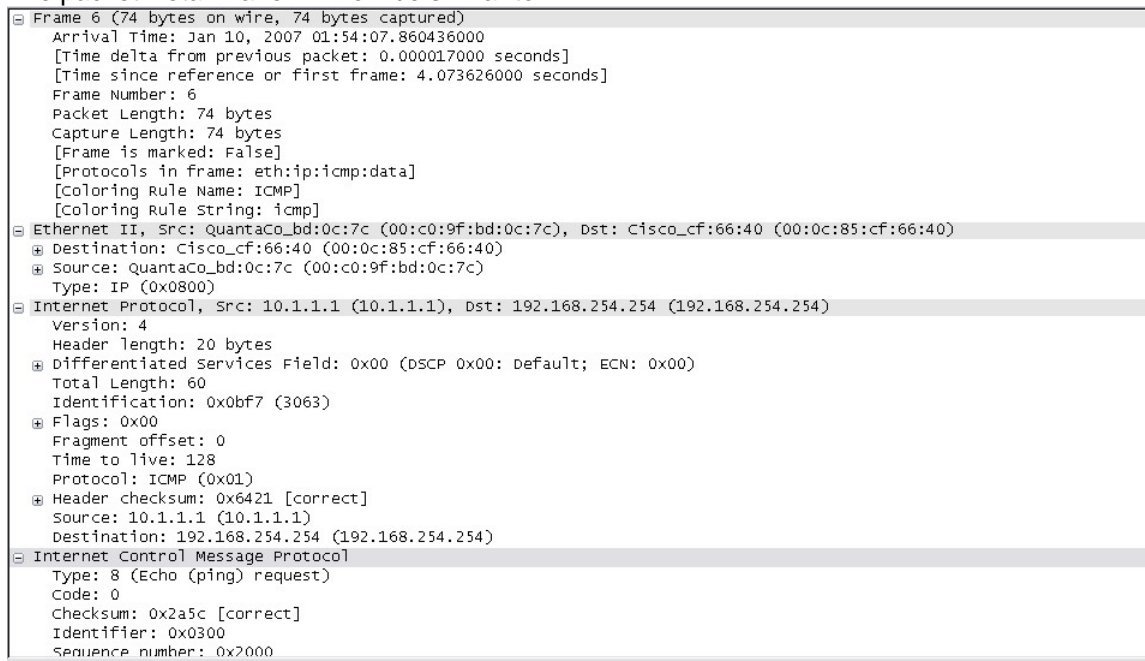 Frame 6 (74 bytes on wire, 74 bytes captured)
Arrival Time: Jan 10, 2007 01:54:07.860436000
[Time delta from previous packet: 0.000017000 seconds]
[Time since reference or first frame: 4.073626000 seconds]
Frame Number: 6
Packet Length: 74 bytes
Capture Length: 74 bytes
[Frame is marked: False]
[Protocols in frame: eth:ip:icmp:data]
[Coloring Rule Name: ICMP]
[Coloring Rule String: icmp]
Ethernet II, Src: QuantaCo_bd:0c:7c (00:c0:9f:bd:0c:7c), Dst: Cisco_cf:66:40 (00:0c:85:cf:66:40)
Destination: Cisco_cf:66:40 (00:0c:85:cf:66:40)
Source: QuantaCo_bd:0c:7c (00:c0:9f:bd:0c:7c)
Type: IP (0x0800)
Internet Protocol, Src: 10.1.1.1 (10.1.1.1), Dst: 192.168.254.254 (192.168.254.254)
Version: 4
Header length: 20 bytes
Differentiated Services Field: 0x00 (DSCP 0x00: Default; ECN: 0x00)
Total Length: 60
Identification: 0x0bf7 (3063)
Flags: 0x00
Fragment offset: 0
Time to live: 128
Protocol: ICMP (0x01)
Header checksum: 0x6421 [correct]
Source: 10.1.1.1 (10.1.1.1)
Destination: 192.168.254.254 (192.168.254.254)
Internet Control Message Protocol
Type: 8 (Echo (ping) request)
Code: 0
Checksum: 0x2a5c [correct]
Identifier: 0x0300
Sequence number: 0x2000